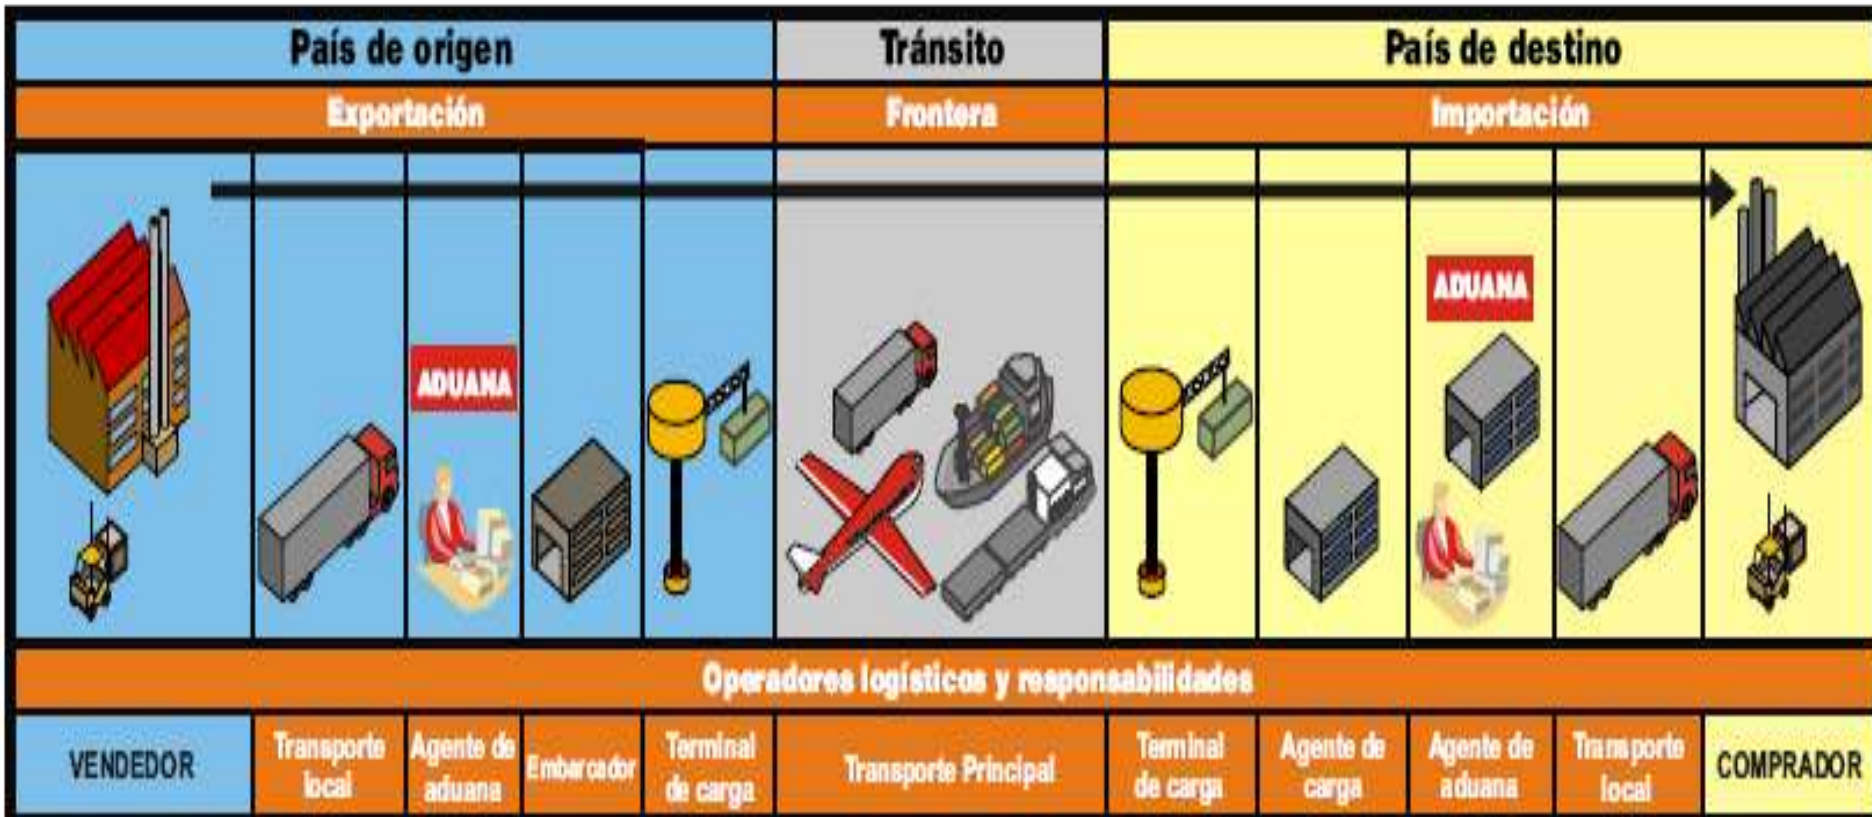 País de origen
Tránsito
País de destino
Exportación
Frontera
Importación
ADUANA
ADUANA
Operadores logísticos y responsabilidades
VENDEDOR
Transporte
local
Agente de
aduana
Embarcador
Terminal
de carga
Transporte Principal
Terminal
de carga
Agente de
carga
Agente de
aduana
Transporte
local
COMPRADOR